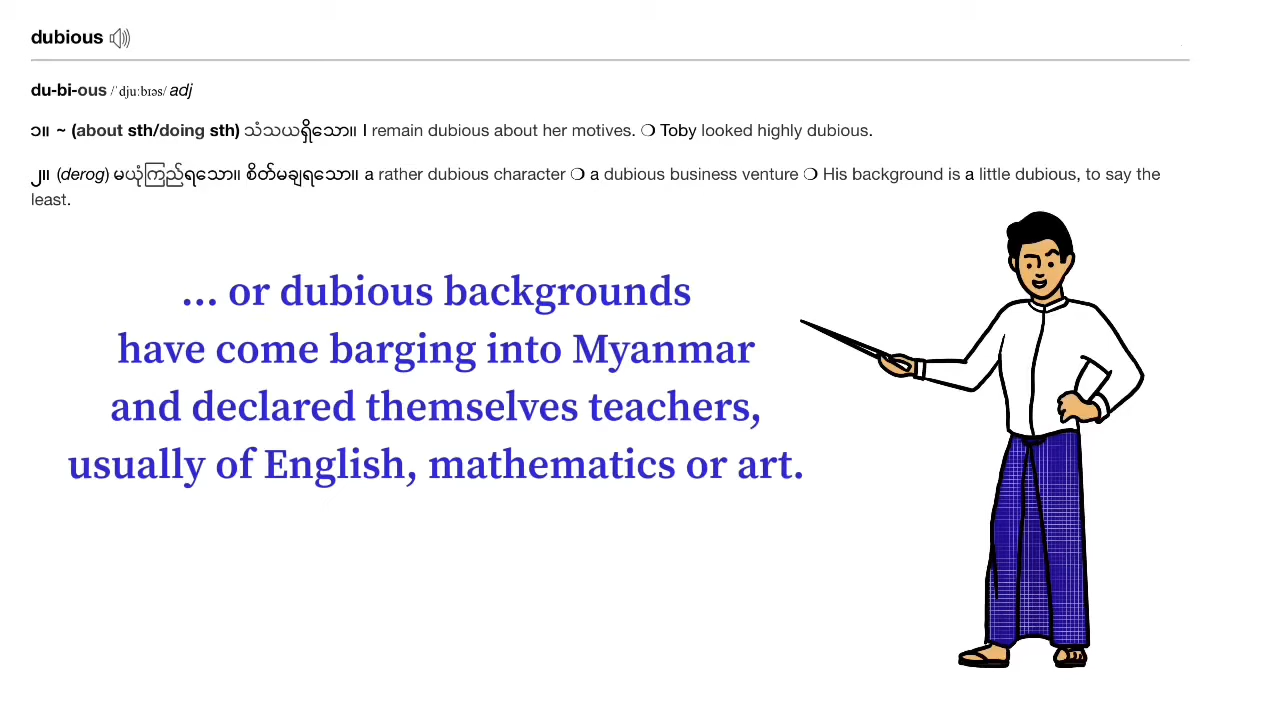 dubious
du-bi-ous /ˈdjuːbɪəs/ adj
၁။ ~ (about sth/doing sth) သံသယရှိသော။ I remain dubious about her motives. ❍ Toby looked highly dubious.
၂။ (derog) မယုံကြည်ရသော။ စိတ်မချရသော။ a rather dubious character ❍ a dubious business venture ❍ His background is a little dubious, to say the
least.
... or dubious backgrounds
have come barging into Myanmar
and declared themselves teachers,
usually of English, mathematics or art.